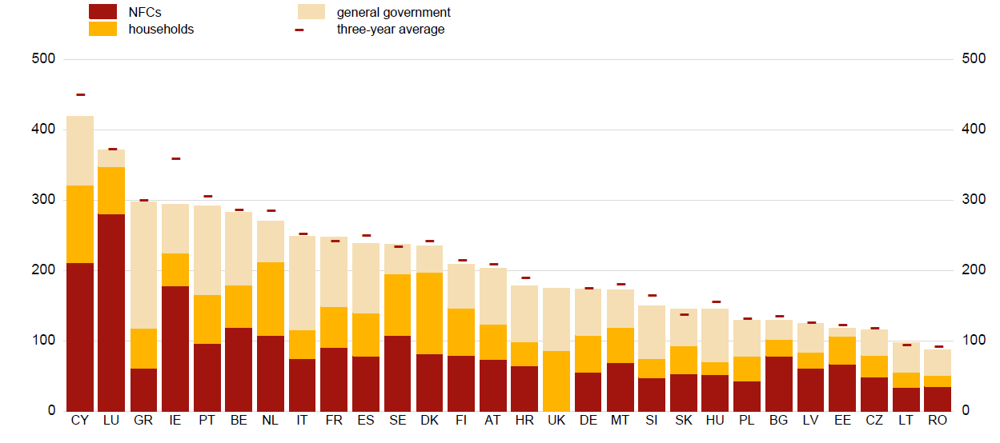 NFCs general government
households three-year average
500 500
400 400
300 300
200 200
100 100
0 0
CY LU GR IE PT BE NL IT FR ES SE DK FI AT HR UK DE MT SI SK HU PL BG LV EE CZ LT RO